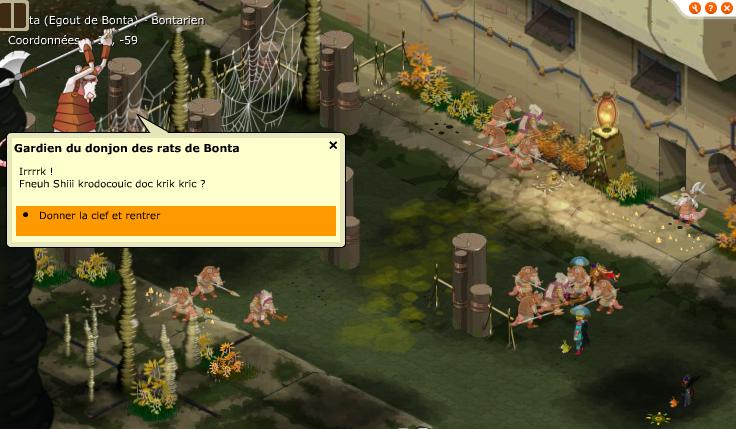 ta (Egout de Bonta) - Bontarien
Coordonnées , -59
Gardien du donjon des rats de Bonta
Irrrrk !
Fneuh Shiii krodocouic doc krik kric ?
Donner la clef et rentrer